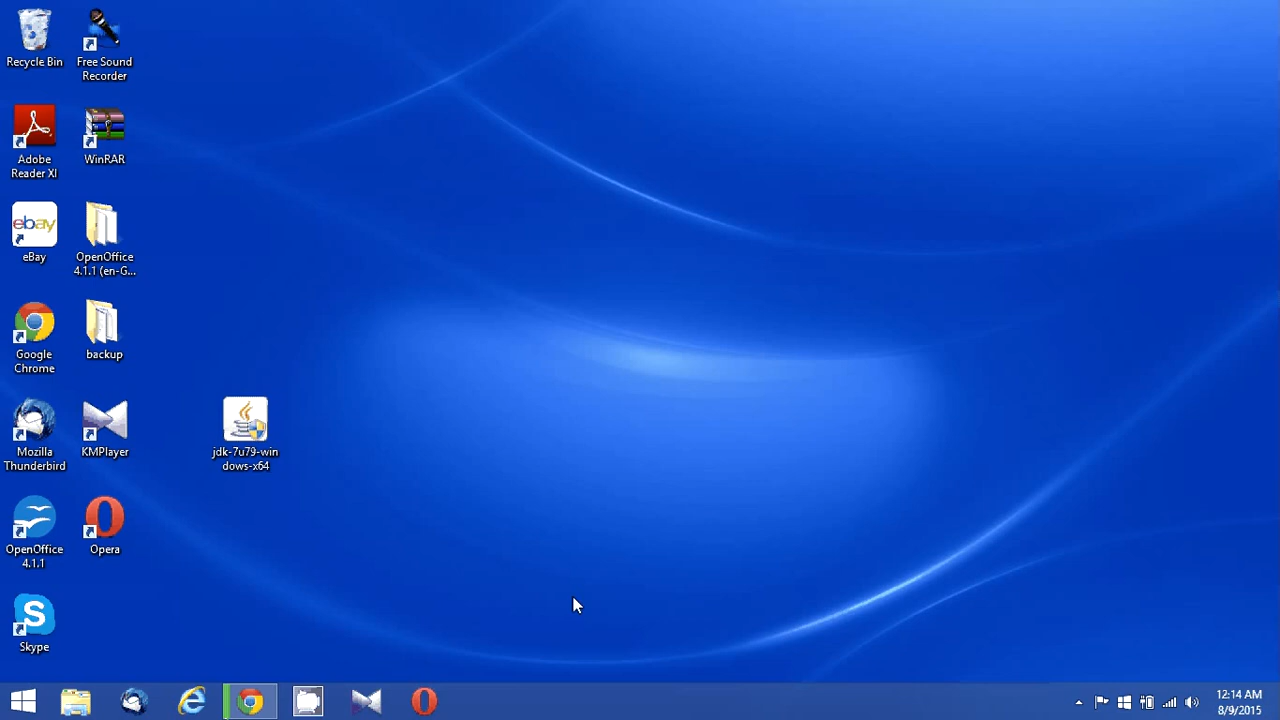 Recycle Bin
Free Sound
Recorder
Adobe
Reader XI
WinRAR
ebay
eBay
OpenOffice
4.1.1 (en-G...
Google
Chrome
backup
Mozilla
Thunderbird
KMPlayer
jdk-7u79-win
dows-x64
OpenOffice
4.1.1
Opera
S
Skype
12:14 AM
8/9/2015